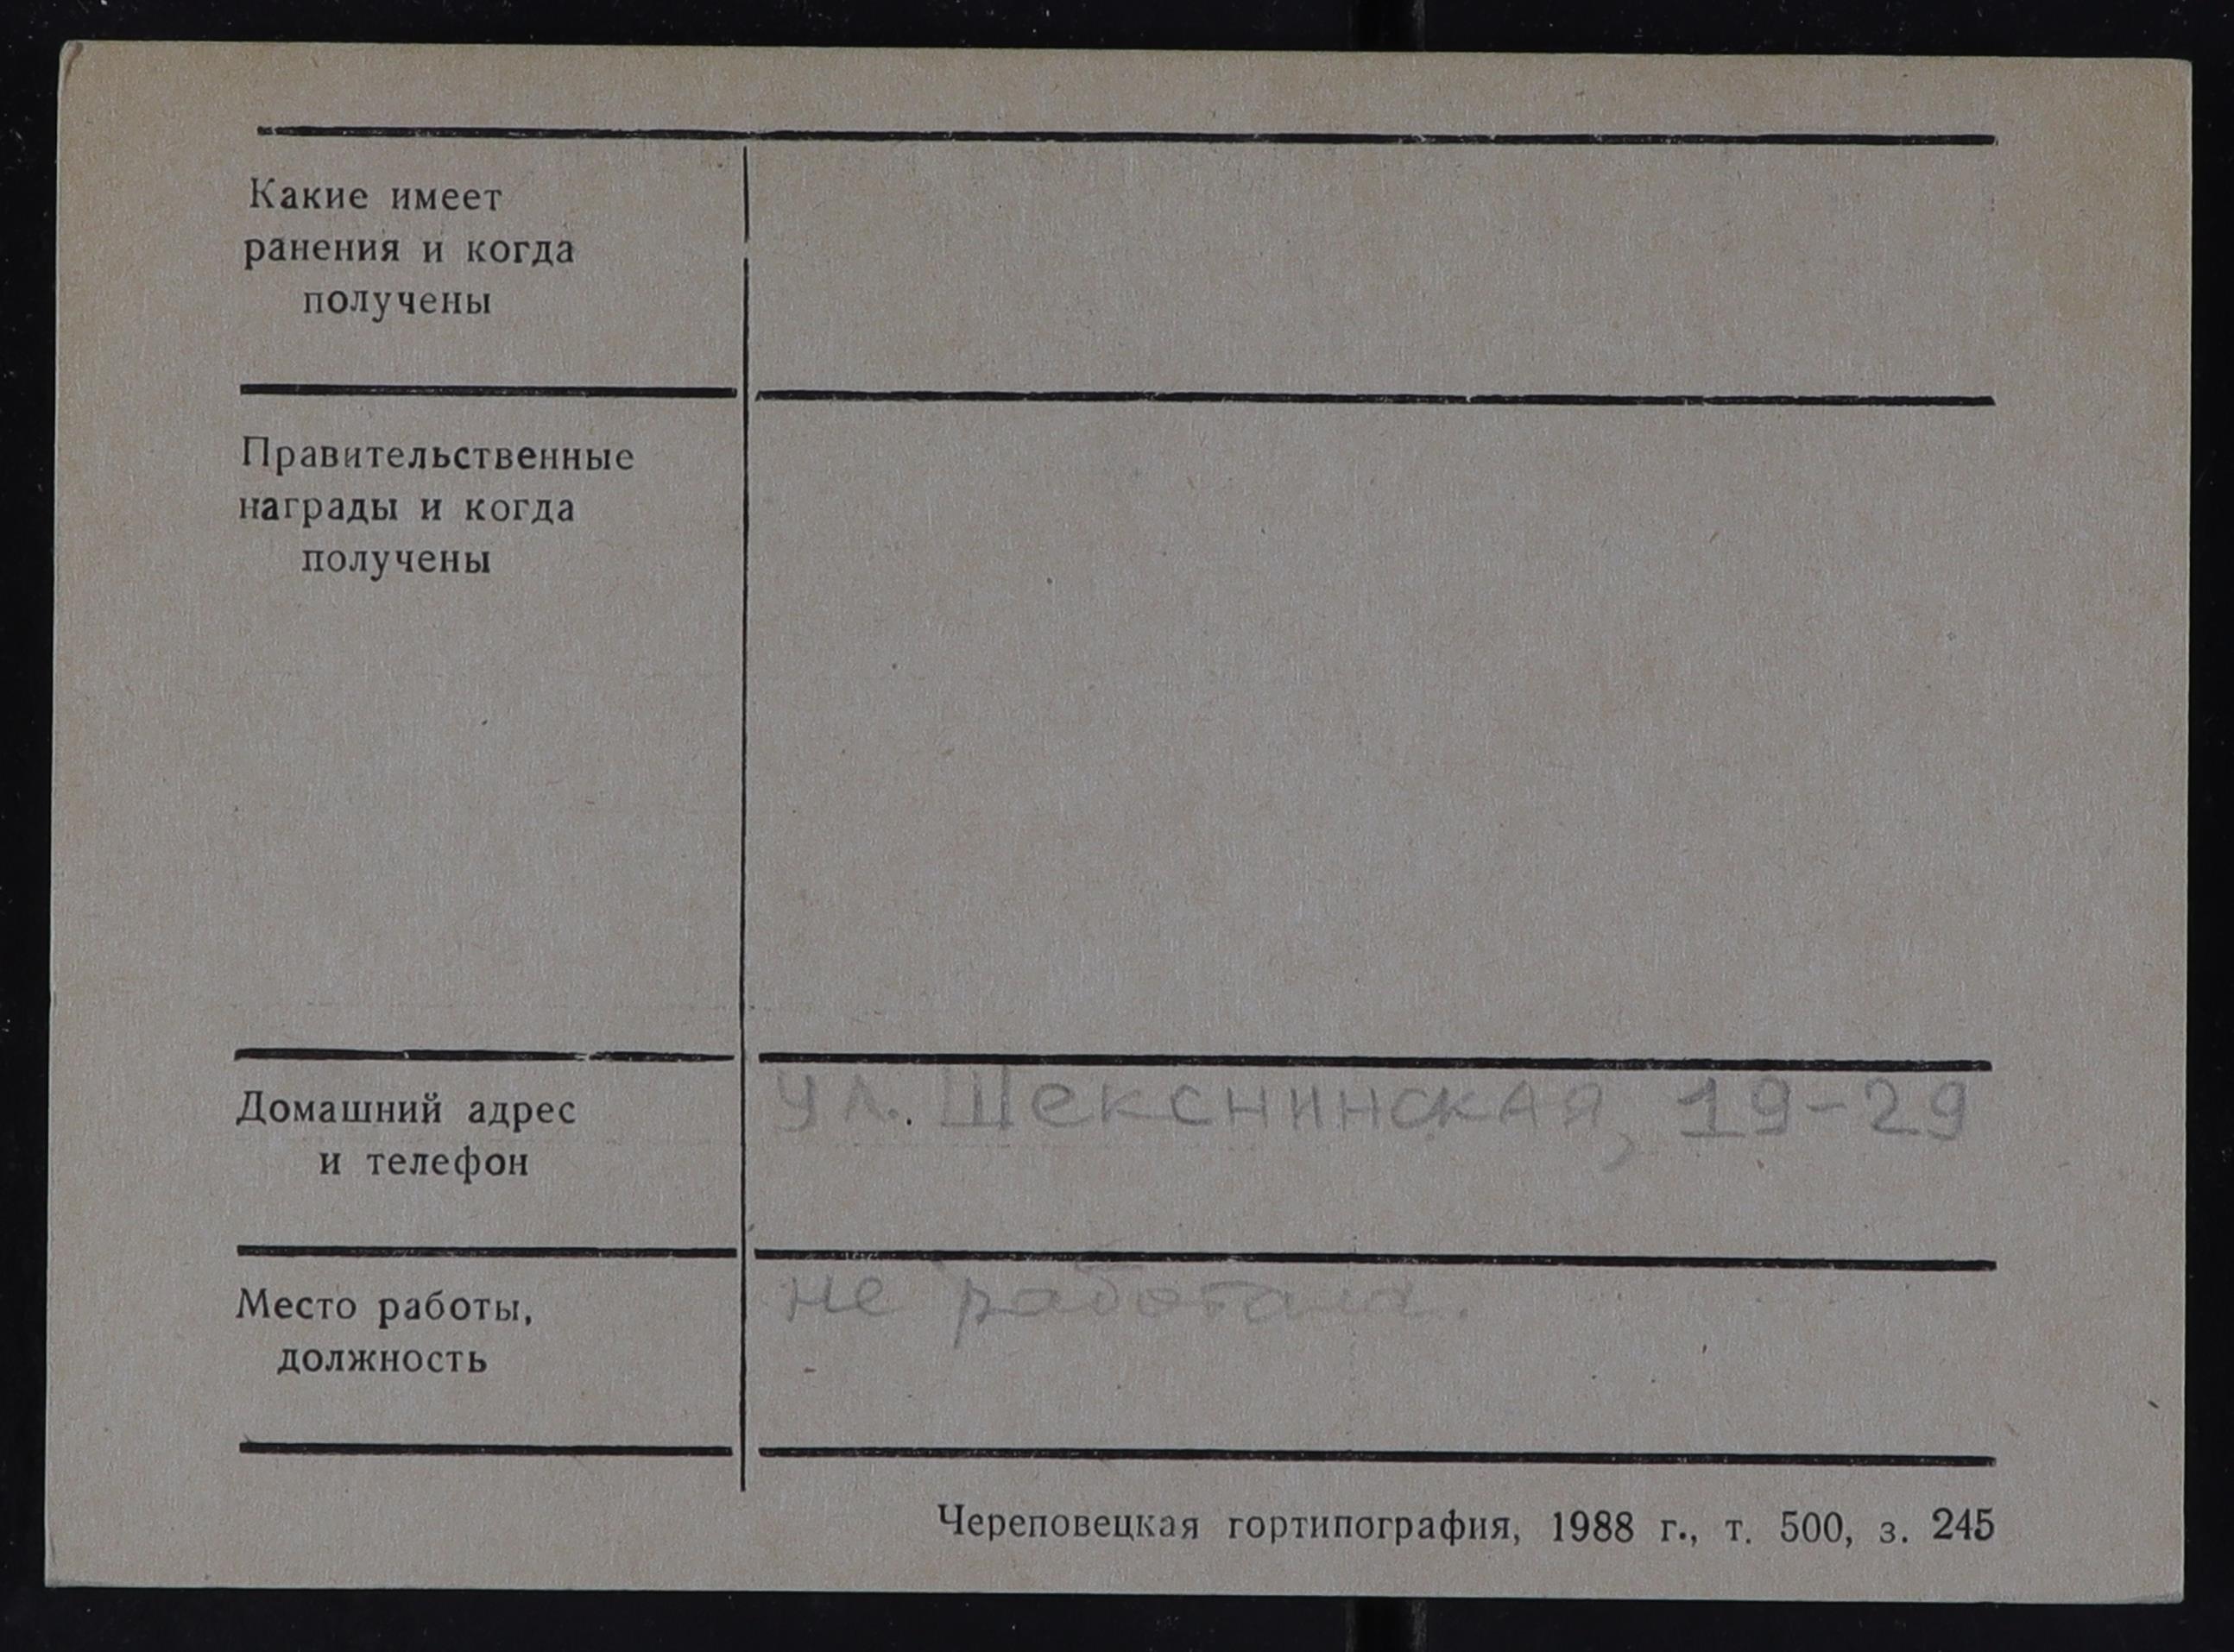 Какие имеет
ранения и когда
получены
Правительственные
награды и когда
получены
Домашний адрес
и телефон
ул. Шекснинская, 19-29
Место работы,
должность
не работала.
Череповецкая гортипография, 1988 г., т. 500, з. 245